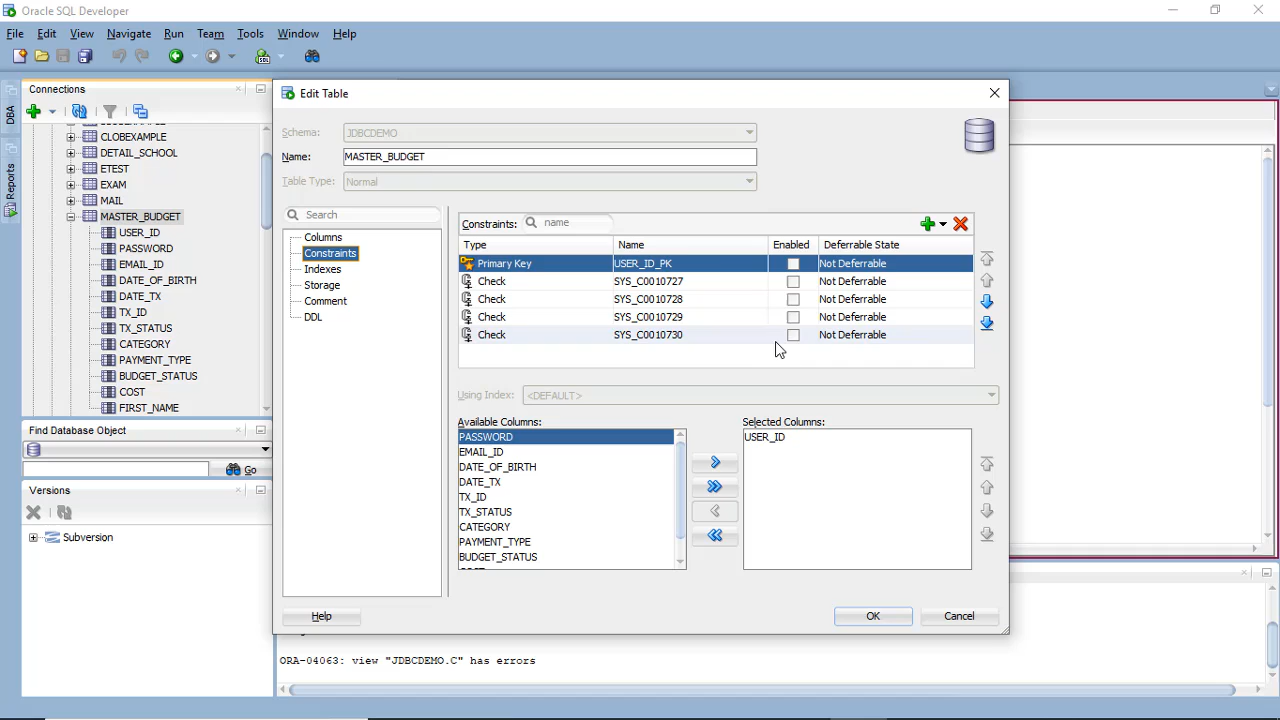 Oracle SQL Developer
File Edit View Navigate Run Team Tools Window Help
DBA
Reports
Connections
CLOBEXAMPLE
DETAIL_SCHOOL
ETEST
EXAM
MAIL
MASTER_BUDGET
USER_ID
PASSWORD
EMAIL_ID
DATE_OF_BIRTH
DATE_TX
TX_ID
TX_STATUS
CATEGORY
PAYMENT_TYPE
BUDGET_STATUS
COST
FIRST_NAME
Find Database Object
Go
Versions
Subversion
Edit Table
Schema: JDBCDEMO
Name: MASTER_BUDGET
Table Type: Normal
Search
Columns
Constraints
Indexes
Storage
Comment
DDL
Constraints: name
Type Name Enabled Deferrable State
Primary Key USER_ID_PK Not Deferrable
Check SYS_C0010727 Not Deferrable
Check SYS_C0010728 Not Deferrable
Check SYS_C0010729 Not Deferrable
Check SYS_C0010730 Not Deferrable
Using Index: <DEFAULT>
Available Columns:
PASSWORD
EMAIL_ID
DATE_OF_BIRTH
DATE_TX
TX_ID
TX_STATUS
CATEGORY
PAYMENT_TYPE
BUDGET_STATUS
Selected Columns:
USER_ID
Help OK Cancel
ORA-04063: view "JDBCDEMO.C" has errors